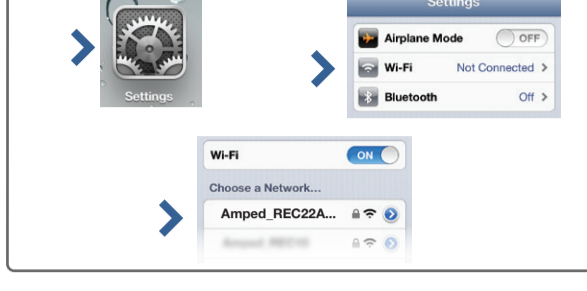 Settings
Settings
Airplane Mode OFF
Wi-Fi Not Connected
Bluetooth Off
Wi-Fi ON
Choose a Network...
Amped_REC22A...